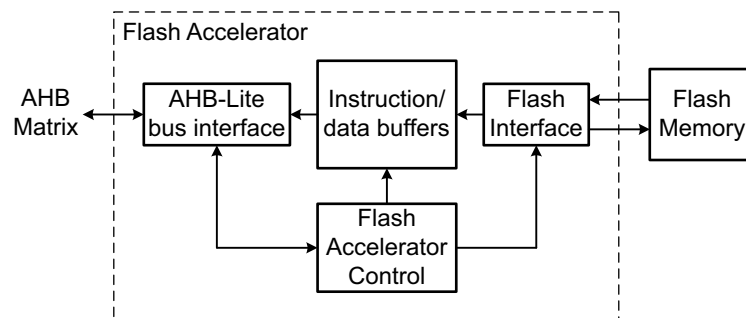 Flash Accelerator
AHB
Matrix
AHB-Lite
bus interface
Instruction/
data buffers
Flash
Interface
Flash
Memory
Flash
Accelerator
Control